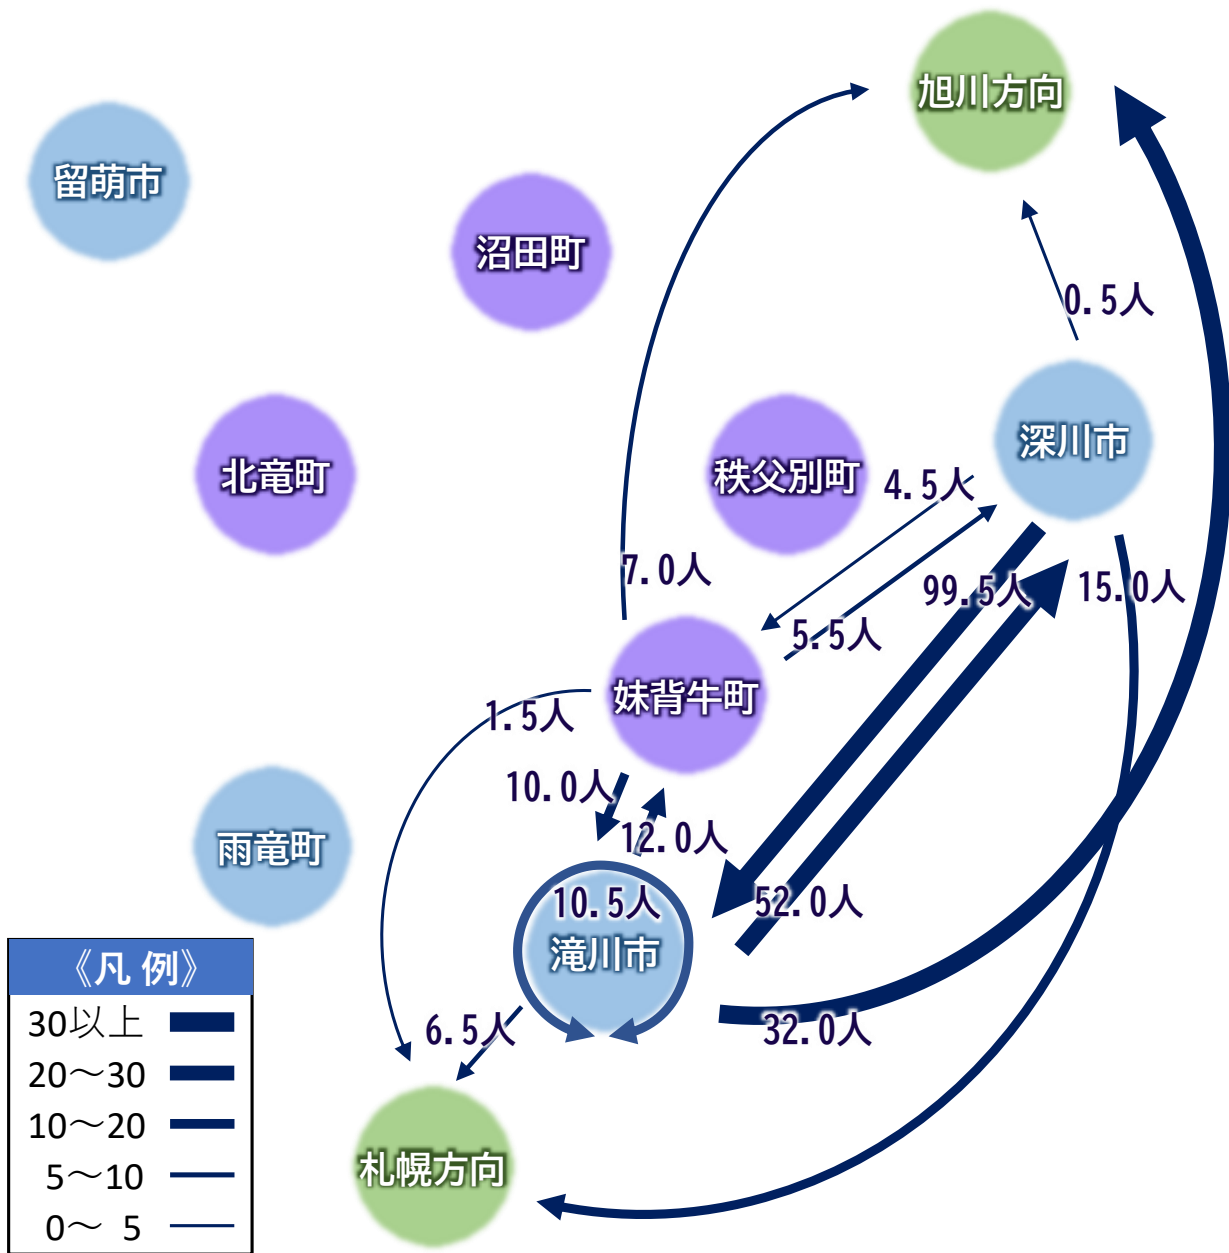 旭川方向
留萌市
沼田町
0.5人
深川市
北竜町
秩父別町
4.5人
7.0人
99.5人
15.0人
5.5人
妹背牛町
1.5人
10.0人
12.0人
雨竜町
10.5人
52.0人
滝川市
6.5人
32.0人
札幌方向
《凡 例》
30以上
20～30
10～20
5～10
0～ 5